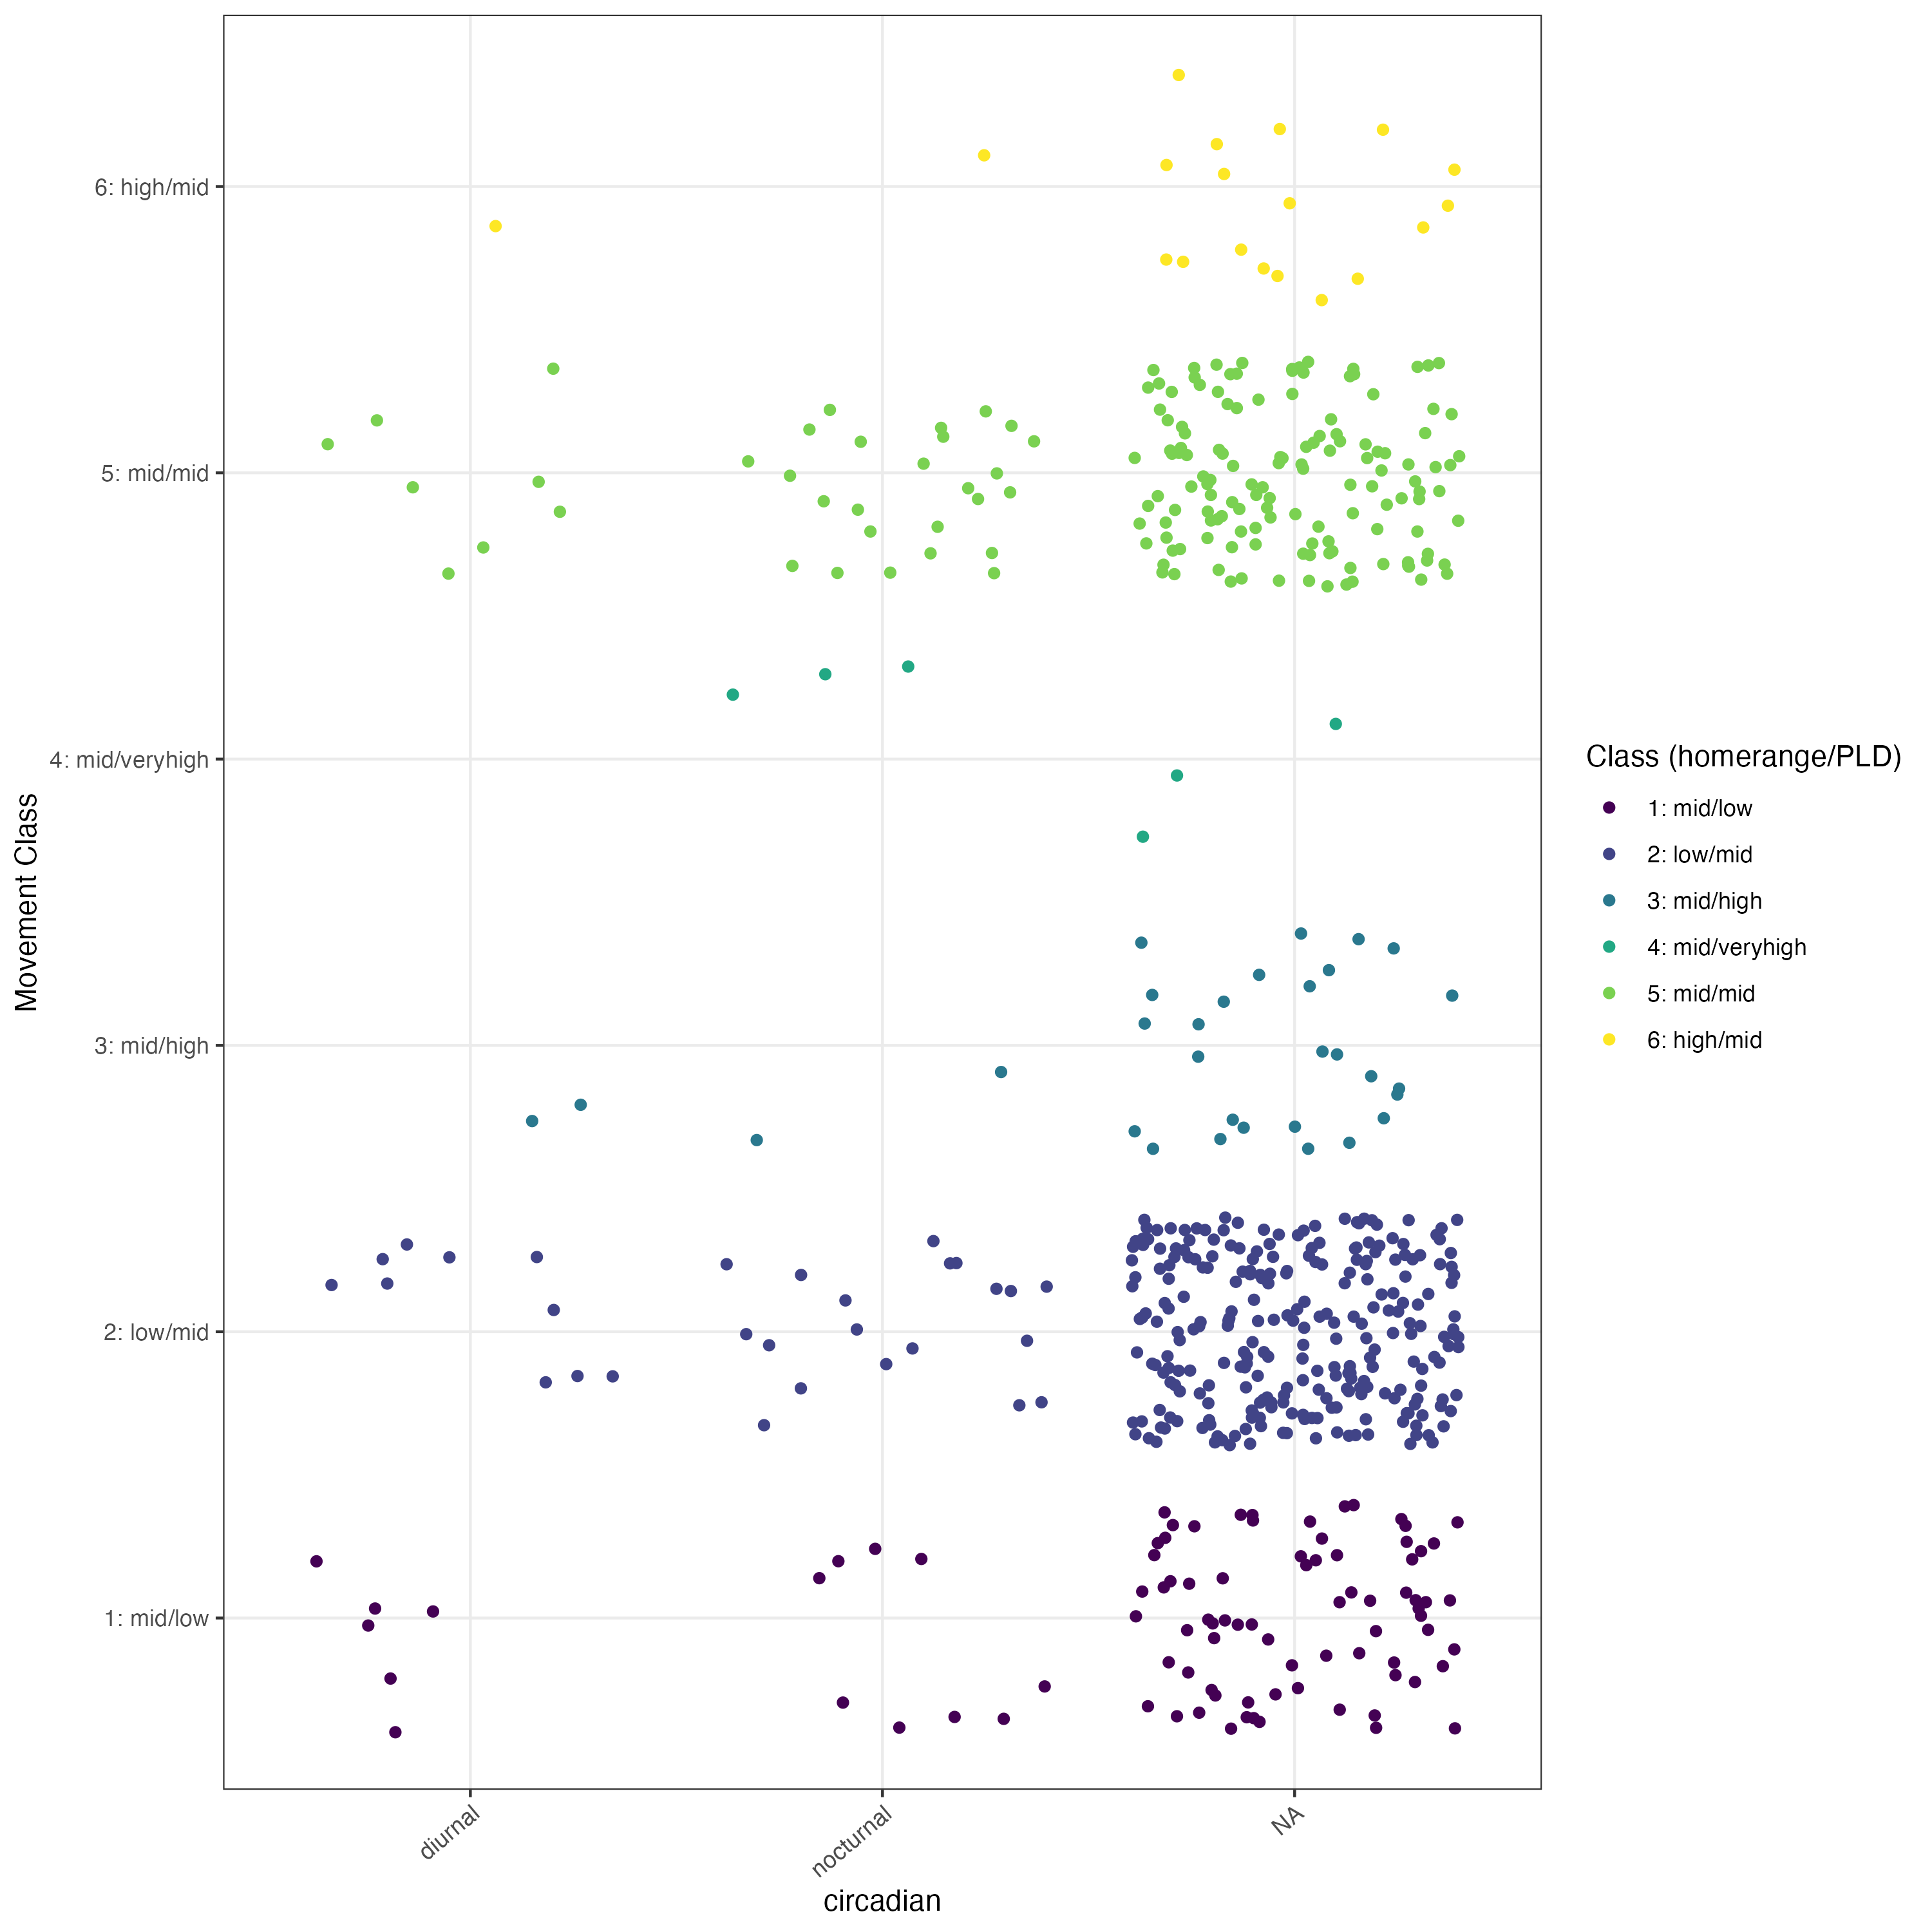 6: high/mid
5: mid/mid
4: mid/veryhigh
3: mid/high
2: low/mid
1: mid/low
Movement Class
diurnal
nocturnal
NA
circadian
Class (homerange/PLD)
1: mid/low
2: low/mid
3: mid/high
4: mid/veryhigh
5: mid/mid
6: high/mid